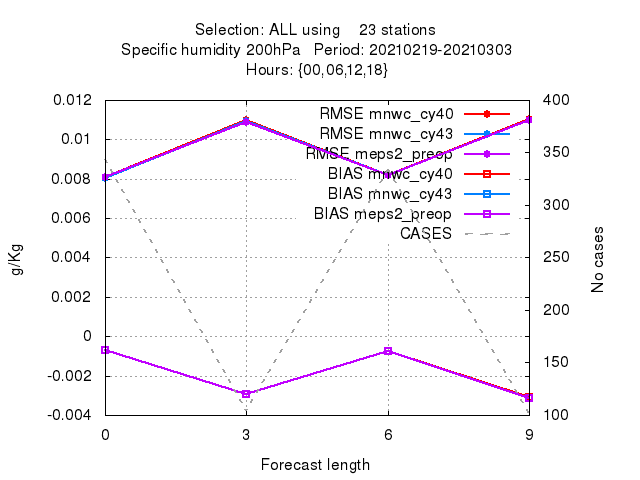 Selection: ALL using    23 stations
Specific humidity 200hPa   Period: 20210219-20210303
Hours: {00,06,12,18}
0.012
0.01
0.008
0.006
0.004
0.002
0
-0.002
-0.004
g/Kg
RMSE mnwc_cy40
RMSE mnwc_cy43
RMSE meps2_preop
BIAS mnwc_cy40
BIAS mnwc_cy43
BIAS meps2_preop
CASES
400
350
300
250
200
150
100
No cases
0 3 6 9
Forecast length